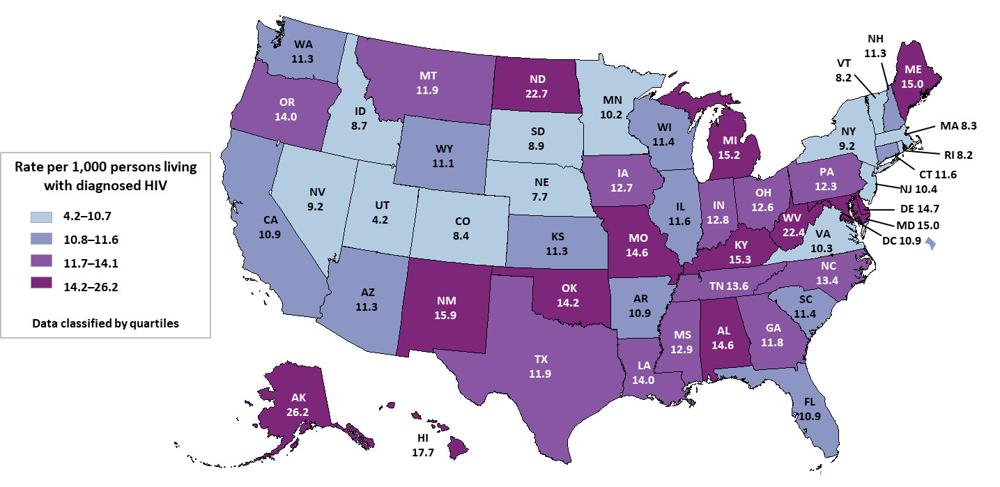 NH
11.3
VT
8.2
ME
15.0
WA
11.3
MT
11.9
ND
22.7
MN
10.2
OR
14.0
ID
8.7
SD
8.9
WI
11.4
MI
15.2
NY
9.2
MA 8.3
RI 8.2
CT 11.6
NJ 10.4
WY
11.1
IA
12.7
PA
12.3
Rate per 1,000 persons living
with diagnosed HIV
4.2–10.7
10.8–11.6
11.7–14.1
14.2–26.2
Data classified by quartiles
NV
9.2
UT
4.2
NE
7.7
IL
11.6
IN
12.8
OH
12.6
WV
22.4
DE 14.7
MD 15.0
DC 10.9
CA
10.9
CO
8.4
KS
11.3
MO
14.6
KY
15.3
VA
10.3
AZ
11.3
NM
15.9
OK
14.2
AR
10.9
TN 13.6
NC
13.4
SC
11.4
TX
11.9
LA
14.0
MS
12.9
AL
14.6
GA
11.8
FL
10.9
AK
26.2
HI
17.7